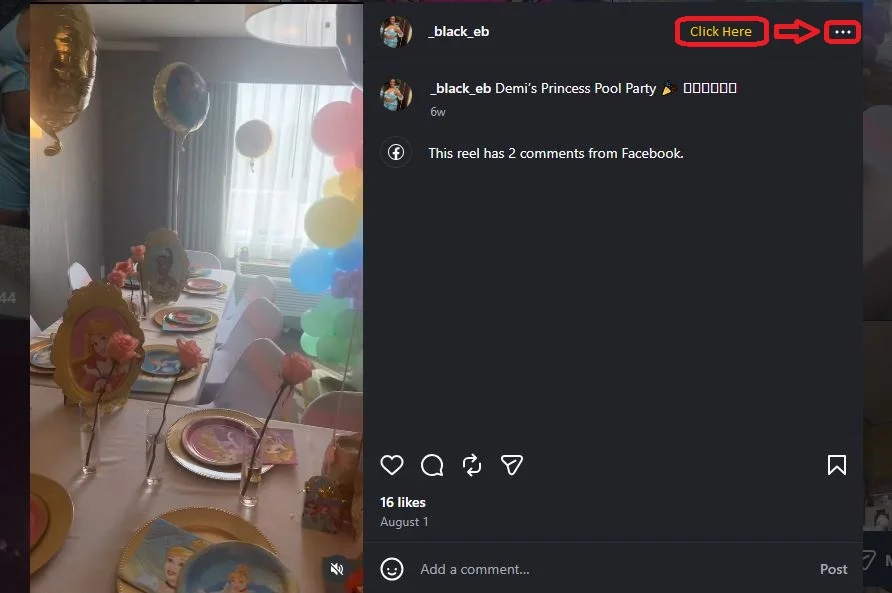 _black_eb
Click Here
_black_eb Demi's Princess Pool Party 🎉 
6w
This reel has 2 comments from Facebook.
44
16 likes
August 1
Add a comment...
Post